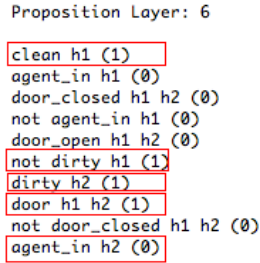 Proposition Layer: 6
clean h1 (1)
agent_in h1 (0)
door_closed h1 h2 (0)
not agent_in h1 (0)
door_open h1 h2 (0)
not dirty h1 (1)
dirty h2 (1)
door h1 h2 (1)
not door_closed h1 h2 (0)
agent_in h2 (0)